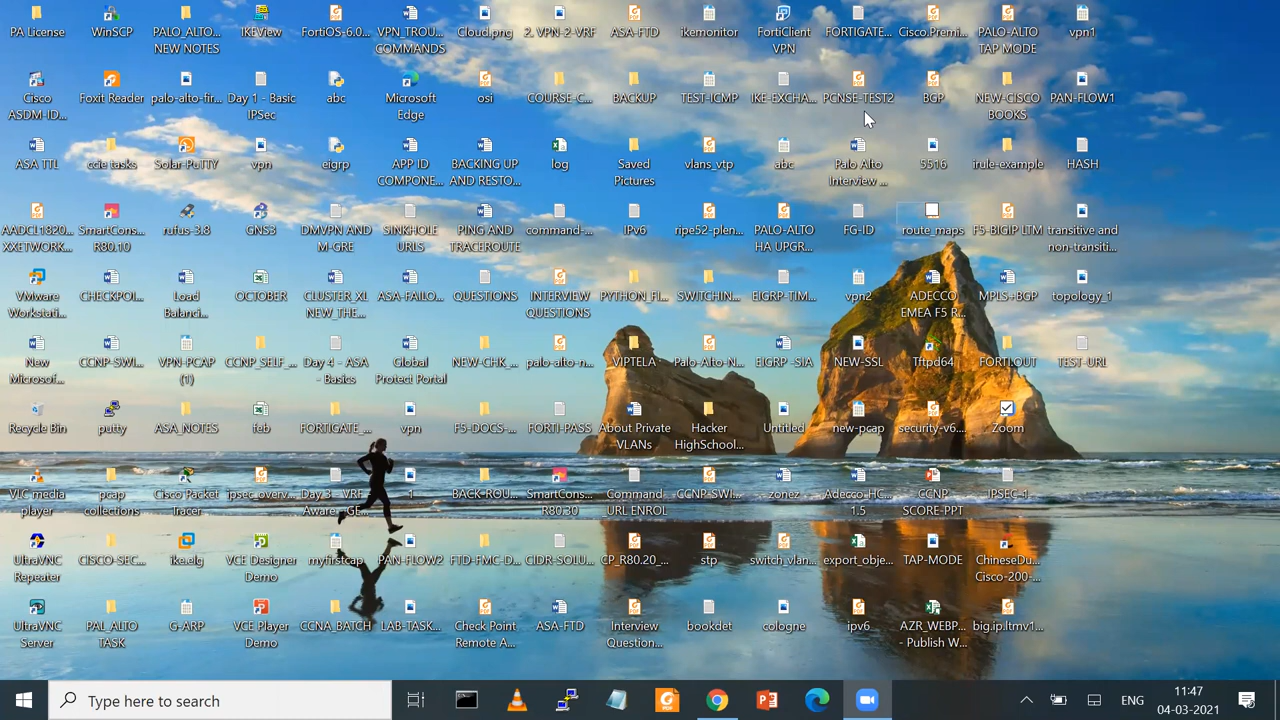 PA License
WinSCP
PALO_ALTO...
NEW NOTES
IKEView
FortiOS-6.0...
VPN_TROU...
COMMANDS
Cloud.png
2. VPN-2-VRF
ASA-FTD
ikemonitor
FortiClient
VPN
FORTIGATE...
Cisco.Premi...
PALO-ALTO
TAP MODE
vpn1
Cisco
ASDM-ID...
Foxit Reader
palo-alto-fir...
Day 1 - Basic
IPSec
abc
Microsoft
Edge
osi
COURSE-C...
BACKUP
TEST-ICMP
IKE-EXCHA...
PCNSE-TEST2
BGP
NEW-CISCO
BOOKS
PAN-FLOW1
ASA TTL
ccie tasks
Solar-PuTTY
vpn
eigrp
APP ID
COMPONE...
BACKING UP
AND RESTO...
log
Saved
Pictures
vlans_vtp
abc
Palo Alto
Interview ...
5516
irule-example
HASH
AADCL1820...
XXETWORK...
SmartCons...
R80.10
rufus-3.8
GNS3
DMVPN AND
M-GRE
SINKHOLE
URLS
PING AND
TRACEROUTE
command-...
IPv6
ripe52-plen...
PALO-ALTO
HA UPGR...
FG-ID
route_maps
F5-BIGIP LTM
transitive and
non-transiti...
VMware
Workstati...
CHECKPOI...
Load
Balanci...
OCTOBER
CLUSTER_XL
NEW_THE...
ASA-FAILO...
QUESTIONS
INTERVIEW
QUESTIONS
PYTHON_FI...
SWITCHIN...
EIGRP-TIM...
vpn2
ADECCO
EMEA F5 R...
MPLS+BGP
topology_1
New
Microsof...
CCNP-SWI...
VPN-PCAP
(1)
CCNP_SELF_...
Day 4 - ASA
- Basics
Global
Protect Portal
NEW-CHK_...
palo-alto-n...
VIPTELA
Palo-Alto-N...
EIGRP -SIA
NEW-SSL
Tftpd64
FORTI.OUT
TEST-URL
Recycle Bin
putty
ASA_NOTES
feb
FORTIGATE_...
vpn
F5-DOCS-...
FORTI-PASS
About Private
VLANs
Hacker
HighSchool...
Untitled
new-pcap
security-v6....
Zoom
VLC media
player
pcap
collections
Cisco Packet
Tracer
ipsec_overv...
Day 3 - VRF -
Aware. -GE...
1
BACK-ROU...
SmartCons...
R80.30
Command
URL ENROL
CCNP-SWI...
zonez
Adecco HC...
1.5
CCNP
SCORE-PPT
IPSEC-1
UltraVNC
Repeater
CISCO-SEC...
ike.elg
VCE Designer
Demo
myfirstcap
PAN-FLOW2
FTD-FMC-D...
CIDR-SOLU...
CP_R80.20_...
stp
switch_vlan...
export_obje...
TAP-MODE
ChineseDu...
Cisco-200-...
UltraVNC
Server
PAL_ALTO
TASK
G-ARP
VCE Player
Demo
CCNA_BATCH
LAB-TASK...
Check Point
Remote A...
ASA-FTD
Interview
Question...
bookdet
cologne
ipv6
AZR_WEBP...
- Publish W...
big.ip.ltmv1...
Type here to search
ENG
11:47
04-03-2021